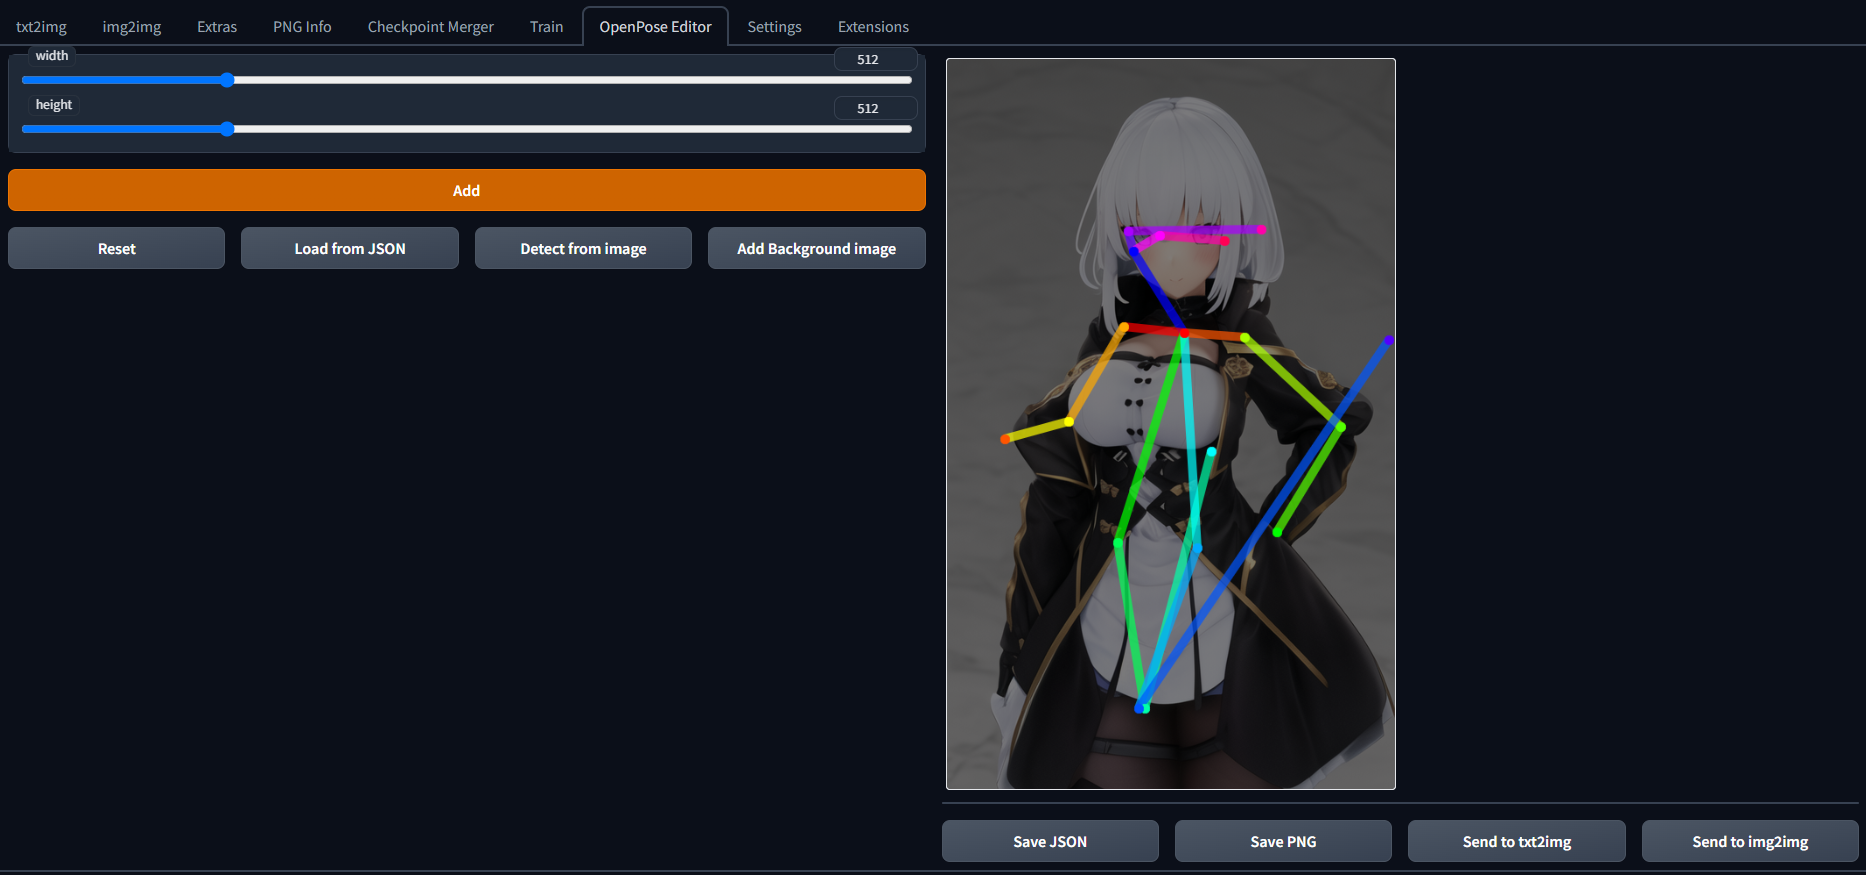 txt2img img2img Extras PNG Info Checkpoint Merger Train OpenPose Editor Settings Extensions
width 512
height 512
Add
Reset Load from JSON Detect from image Add Background image
Save JSON Save PNG Send to txt2img Send to img2img